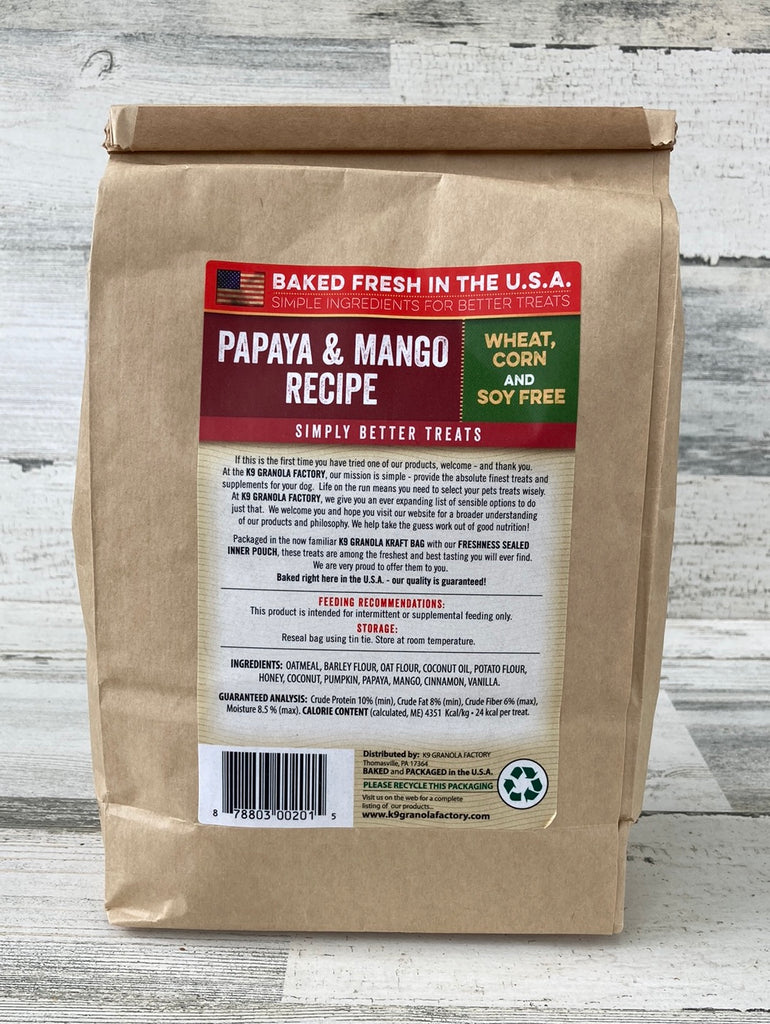 BAKED FRESH IN THE U.S.A.
SIMPLE INGREDIENTS FOR BETTER TREATS
PAPAYA & MANGO
RECIPE
WHEAT,
CORN
AND
SOY FREE
SIMPLY BETTER TREATS
If this is the first time you have tried one of our products, welcome - and thank you.
At the K9 GRANOLA FACTORY, our mission is simple - provide the absolute finest treats and
supplements for your dog. Life on the run means you need to select your pets treats wisely.
At K9 GRANOLA FACTORY, we give you an ever expanding list of sensible options to do
just that. We welcome you and hope you visit our website for a broader understanding
of our products and philosophy. We help take the guess work out of good nutrition!
Packaged in the now familiar K9 GRANOLA KRAFT BAG with our FRESHNESS SEALED
INNER POUCH, these treats are among the freshest and best tasting you will ever find.
We are very proud to offer them to you.
Baked right here in the U.S.A. - our quality is guaranteed!
FEEDING RECOMMENDATIONS:
This product is intended for intermittent or supplemental feeding only.
STORAGE:
Reseal bag using tin tie. Store at room temperature.
INGREDIENTS: OATMEAL, BARLEY FLOUR, OAT FLOUR, COCONUT OIL, POTATO FLOUR,
HONEY, COCONUT, PUMPKIN, PAPAYA, MANGO, CINNAMON, VANILLA.
GUARANTEED ANALYSIS: Crude Protein 10% (min), Crude Fat 8% (min), Crude Fiber 6% (max),
Moisture 8.5 % (max). CALORIE CONTENT (calculated, ME) 4351 Kcal/kg • 24 kcal per treat.
8 78803 00201 5
Distributed by: K9 GRANOLA FACTORY
Thomasville, PA 17364
BAKED and PACKAGED in the U.S.A.
PLEASE RECYCLE THIS PACKAGING
Visit us on the web for a complete
listing of our products...
www.k9granolafactory.com